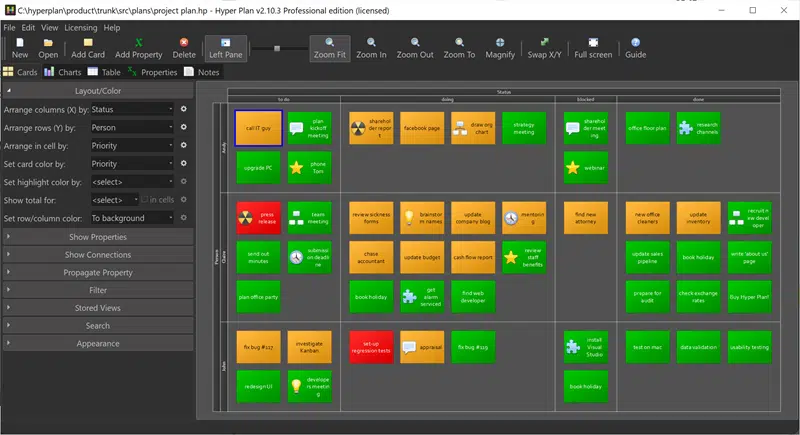 C:\hyperplan\product\trunk\src\plans\project plan.hp - Hyper Plan v2.10.3 Professional edition (licensed)
File Edit View Licensing Help
New Open Add Card Add Property Delete Left Pane Zoom Fit Zoom In Zoom Out Zoom To Magnify Swap X/Y Full screen Guide
Cards Charts Table Properties Notes
Layout/Color
Arrange columns (X) by: Status
Arrange rows (Y) by: Person
Arrange in cell by: Priority
Set card color by: Priority
Set highlight color by: <select>
Show total for: <select> in cells
Set row/column color: To background
Show Properties
Show Connections
Propagate Property
Filter
Stored Views
Search
Appearance
Status
to do doing blocked done
Person
Andy
call IT guy
plan
kickoff
meeting
upgrade PC
phone
Tom
sharehol
der repor
t
facebook page
draw org
chart
strategy
meeting
sharehol
der meet
ing
webinar
office floor plan
research
channels
Claire
press
release
team
meeting
send out
minutes
submissi
on deadli
ne
plan office party
review sickness
forms
brainstor
m names
update
company blog
mentoring
chase
accountant
update budget
cash flow report
review
staff
benefits
book holiday
get
alarm
serviced
find web
developer
find new
attorney
new office
cleaners
update
inventory
recruit n
ew devel
oper
update sales
pipeline
book holiday
write 'about us'
page
prepare for
audit
check exchange
rates
Buy Hyper Plan!
John
fix bug #117
investigate
Kanban
redesign UI
develope
rs meetin
g
set-up
regression tests
appraisal
fix bug #119
install
Visual
Studio
book holiday
test on mac
data validation
usability testing